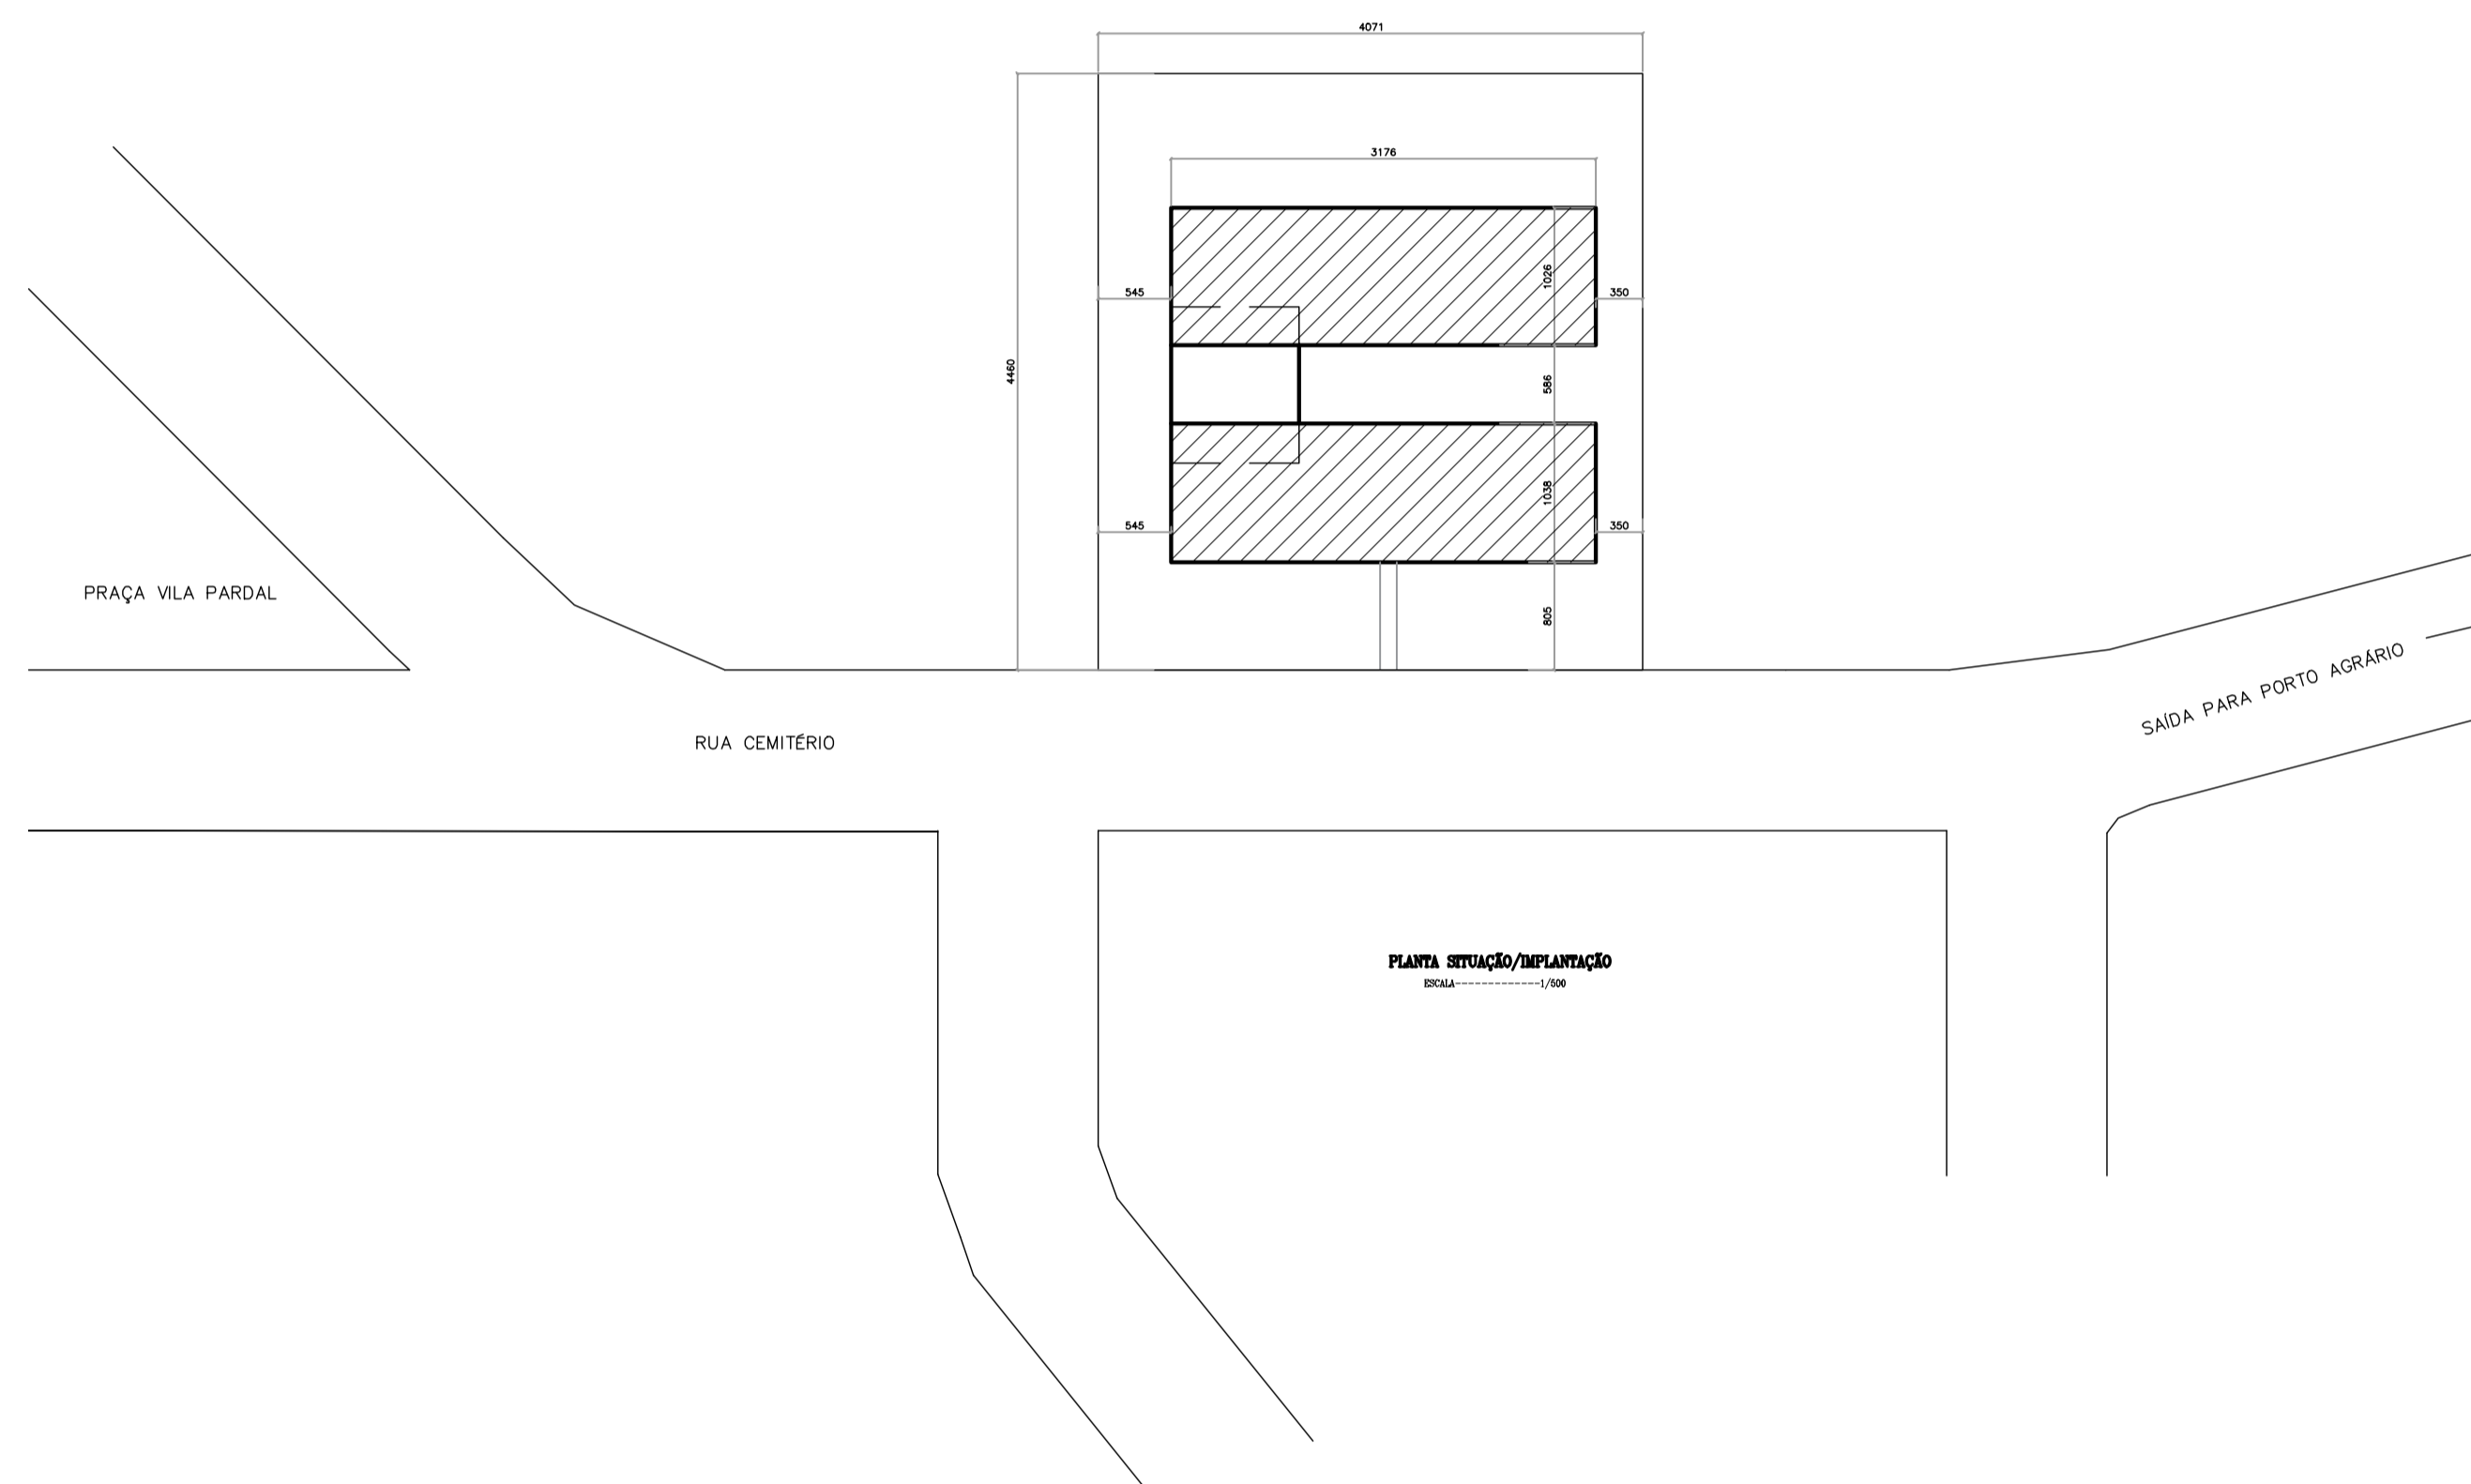 4071
3176
1026
545
350
4460
586
1038
545
350
805
PRAÇA VILA PARDAL
SAÍDA PARA PORTO AGRÁRIO
RUA CEMITÉRIO
PLANTA SITUAÇÃO/IMPLANTAÇÃO
ESCALA--------------1/500